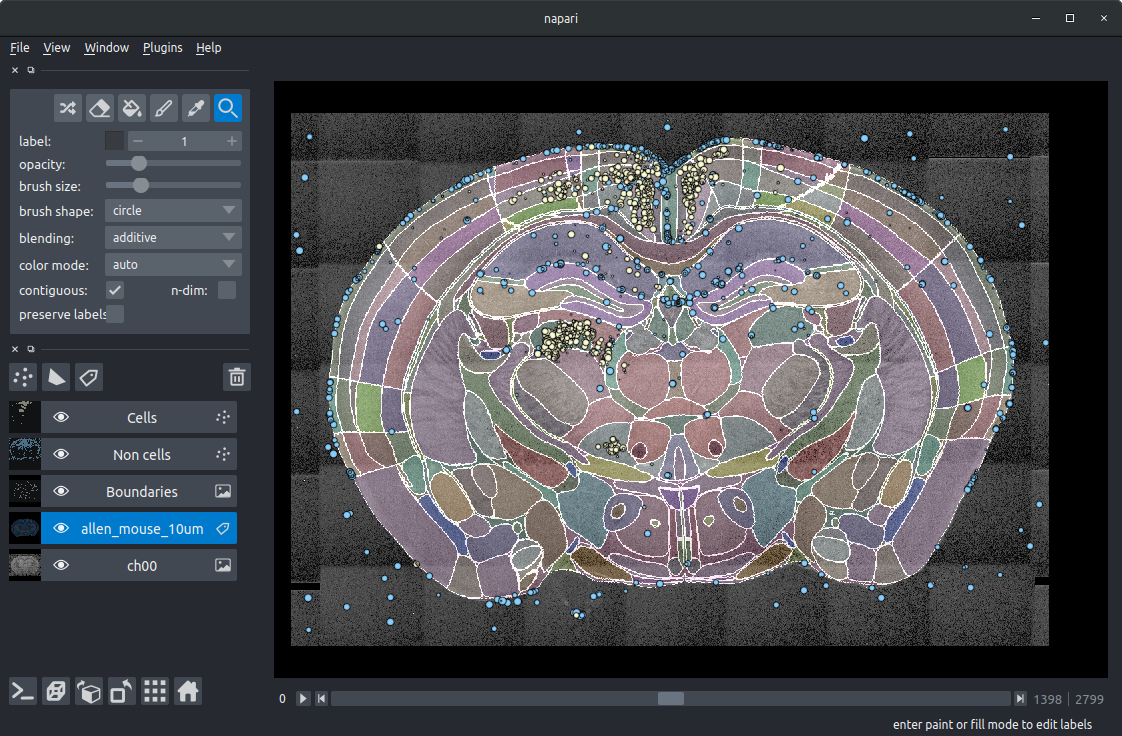 napari
File View Window Plugins Help
label: 1
opacity:
brush size:
brush shape: circle
blending: additive
color mode: auto
contiguous: n-dim:
preserve labels
Cells
Non cells
Boundaries
allen_mouse_10um
ch00
0 1398 2799
enter paint or fill mode to edit labels